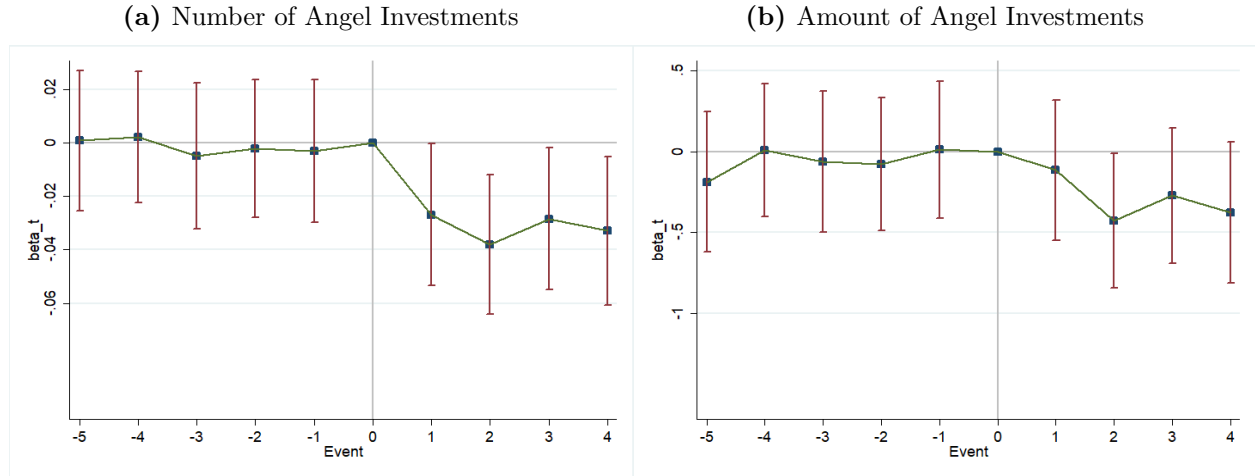 (a) Number of Angel Investments
(b) Amount of Angel Investments
.02
0
-.02
-.04
-.06
beta_t
-5 -4 -3 -2 -1 0 1 2 3 4
Event
.5
0
-.5
-1
beta_t
-5 -4 -3 -2 -1 0 1 2 3 4
Event